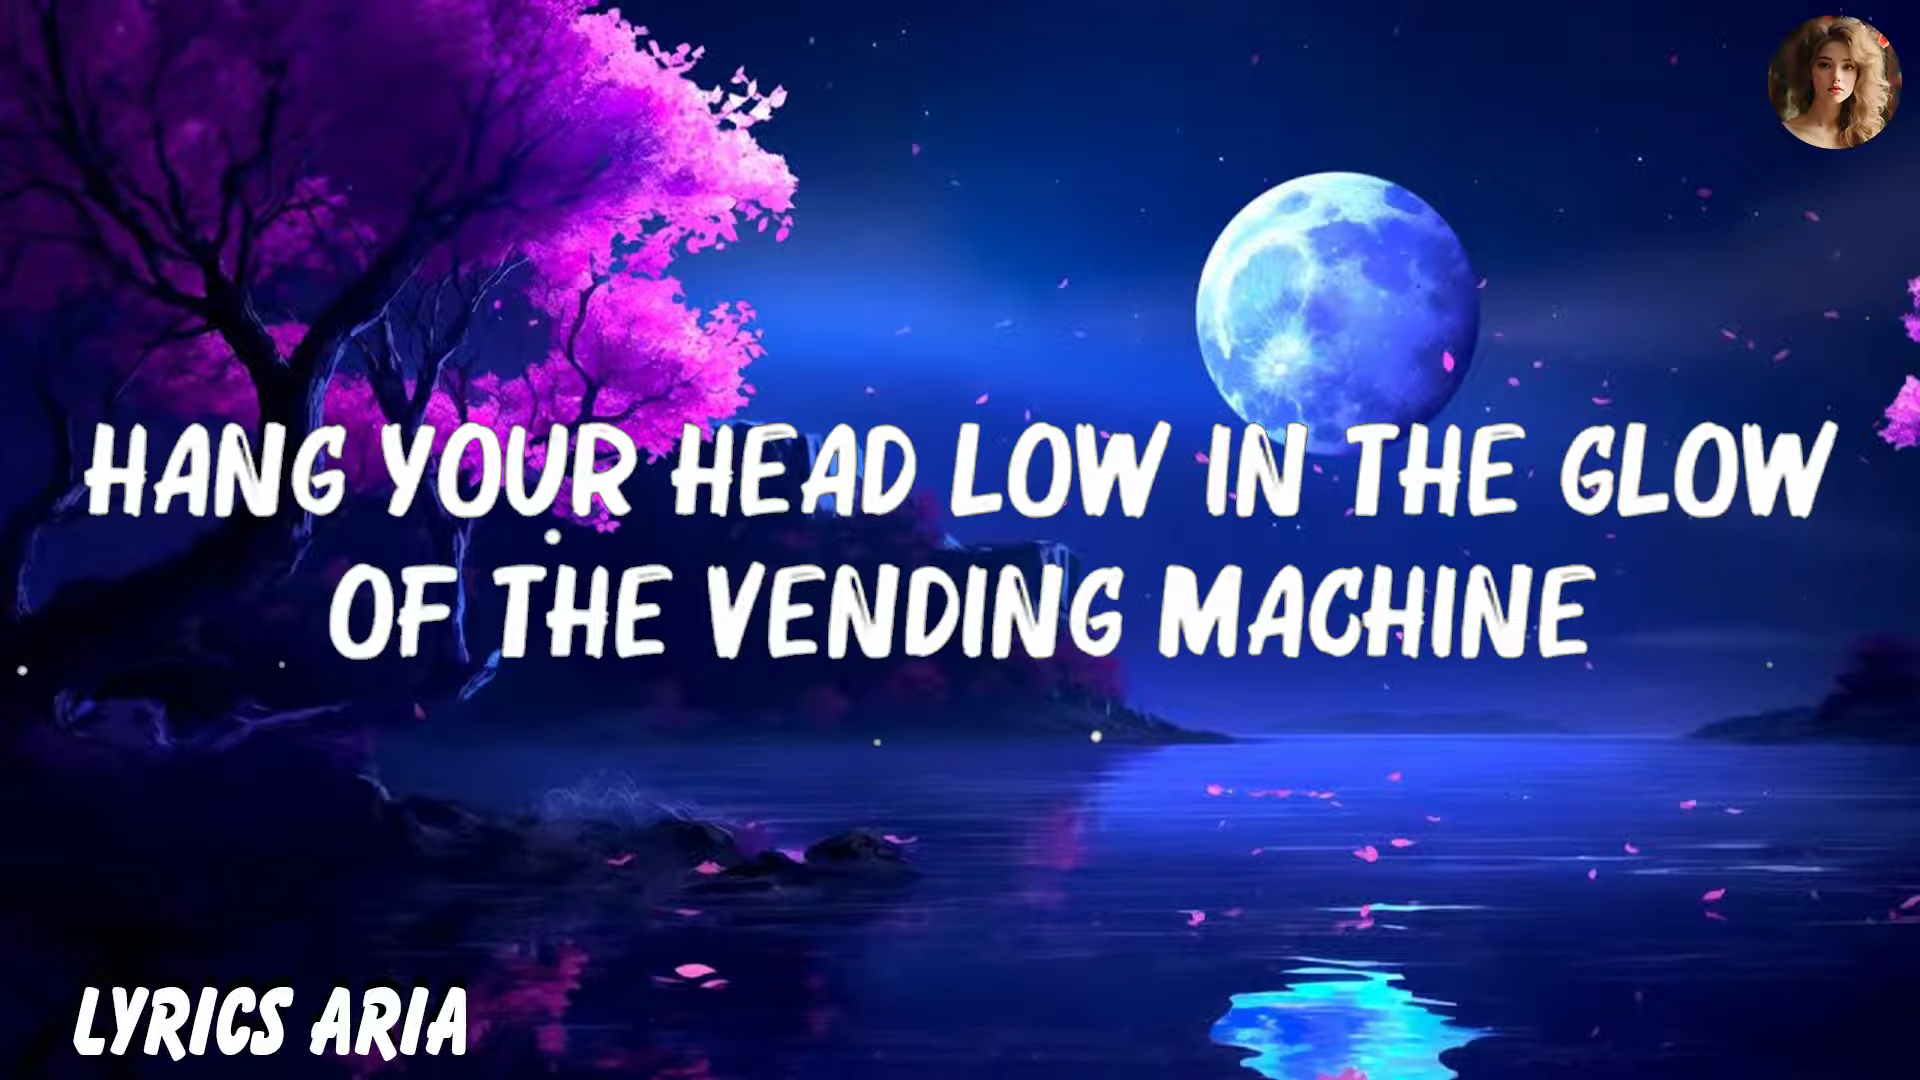 HANG YOUR HEAD LOW IN THE GLOW
OF THE VENDING MACHINE
LYRICS ARIA